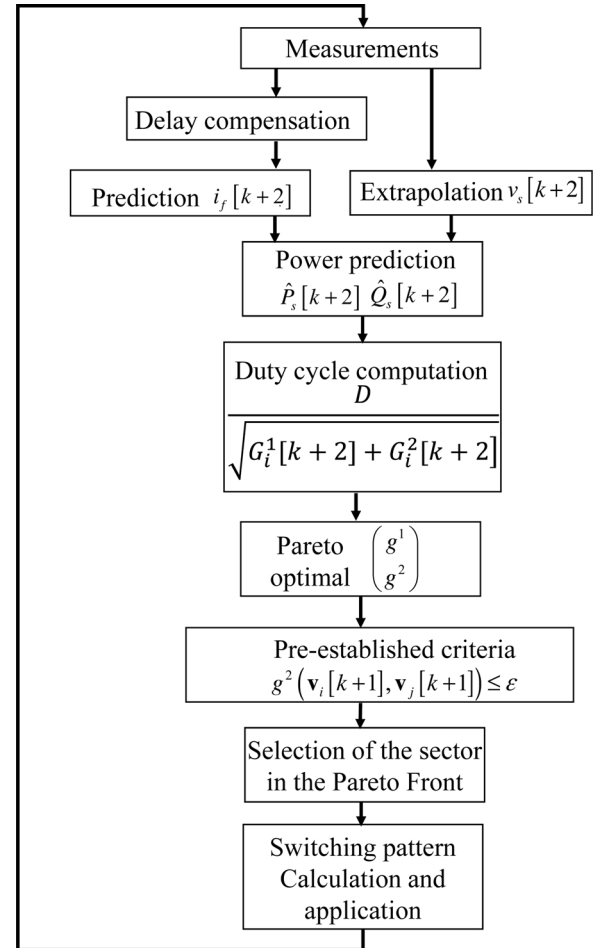 Measurements
Delay compensation
Prediction i_f [k+2]
Extrapolation v_s [k+2]
Power prediction
P̂_s [k+2] Q̂_s [k+2]
Duty cycle computation
D
√(G_i^1[k + 2] + G_i^2[k + 2])
Pareto
optimal
(g^1
g^2)
Pre-established criteria
g^2 (v_i [k+1], v_j [k+1]) ≤ ε
Selection of the sector
in the Pareto Front
Switching pattern
Calculation and
application